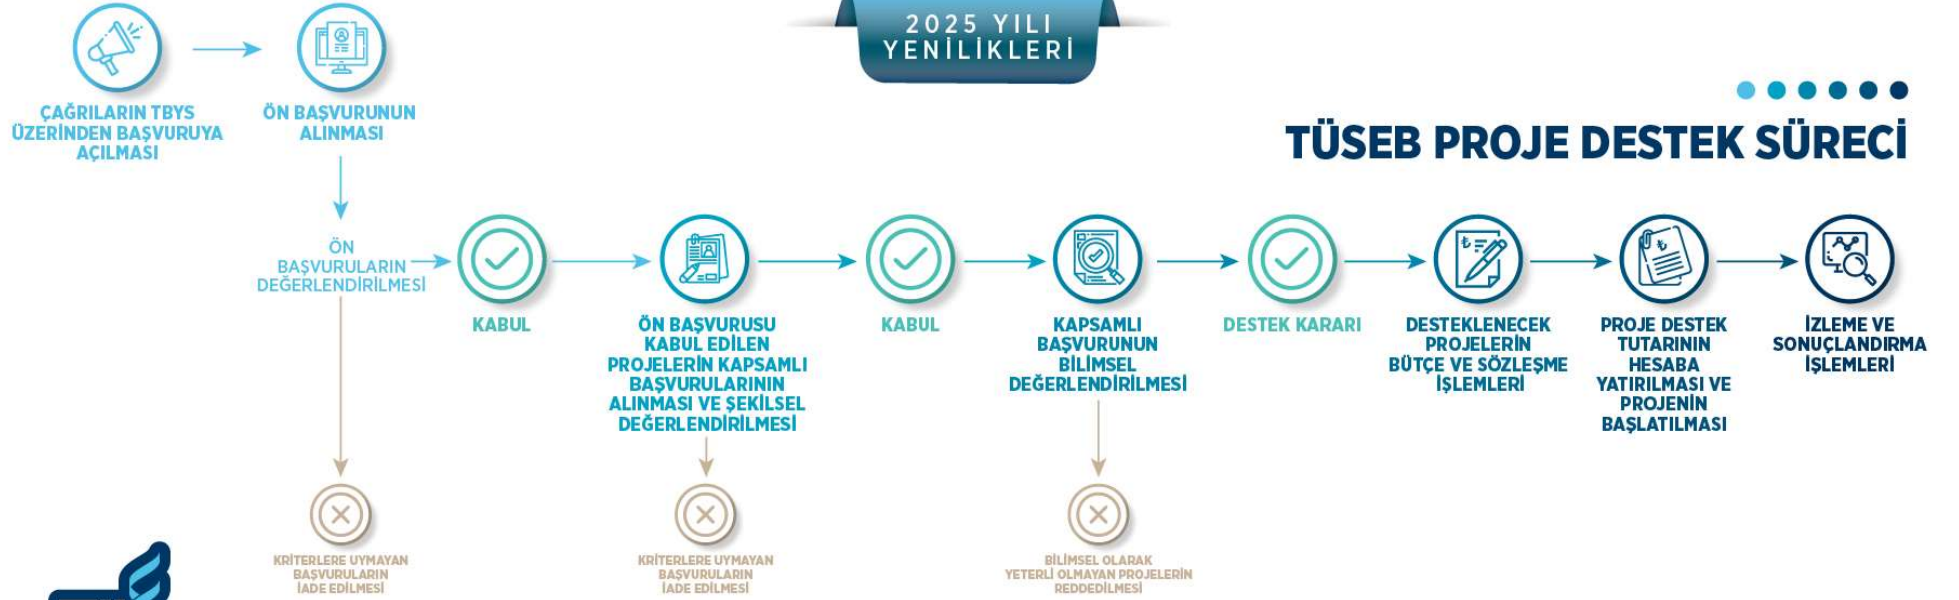 2025 YILI
YENİLİKLERİ
TÜSEB PROJE DESTEK SÜRECİ
ÇAĞRILARIN TBYS
ÜZERİNDEN BAŞVURUYA
AÇILMASI
ÖN BAŞVURUNUN
ALINMASI
ÖN
BAŞVURULARIN
DEĞERLENDİRİLMESİ
KABUL
ÖN BAŞVURUSU
KABUL EDİLEN
PROJELERİN KAPSAMLI
BAŞVURULARININ
ALINMASI VE ŞEKİLSEL
DEĞERLENDİRİLMESİ
KABUL
KAPSAMLI
BAŞVURUNUN
BİLİMSEL
DEĞERLENDİRİLMESİ
DESTEK KARARI
DESTEKLENECEK
PROJELERİN
BÜTÇE VE SÖZLEŞME
İŞLEMLERİ
PROJE DESTEK
TUTARININ
HESABA
YATIRILMASI VE
PROJENİN
BAŞLATILMASI
İZLEME VE
SONUÇLANDIRMA
İŞLEMLERİ
KRİTERLERE UYMAYAN
BAŞVURULARIN
İADE EDİLMESİ
KRİTERLERE UYMAYAN
BAŞVURULARIN
İADE EDİLMESİ
BİLİMSEL OLARAK
YETERLİ OLMAYAN PROJELERİN
REDDEDİLMESİ